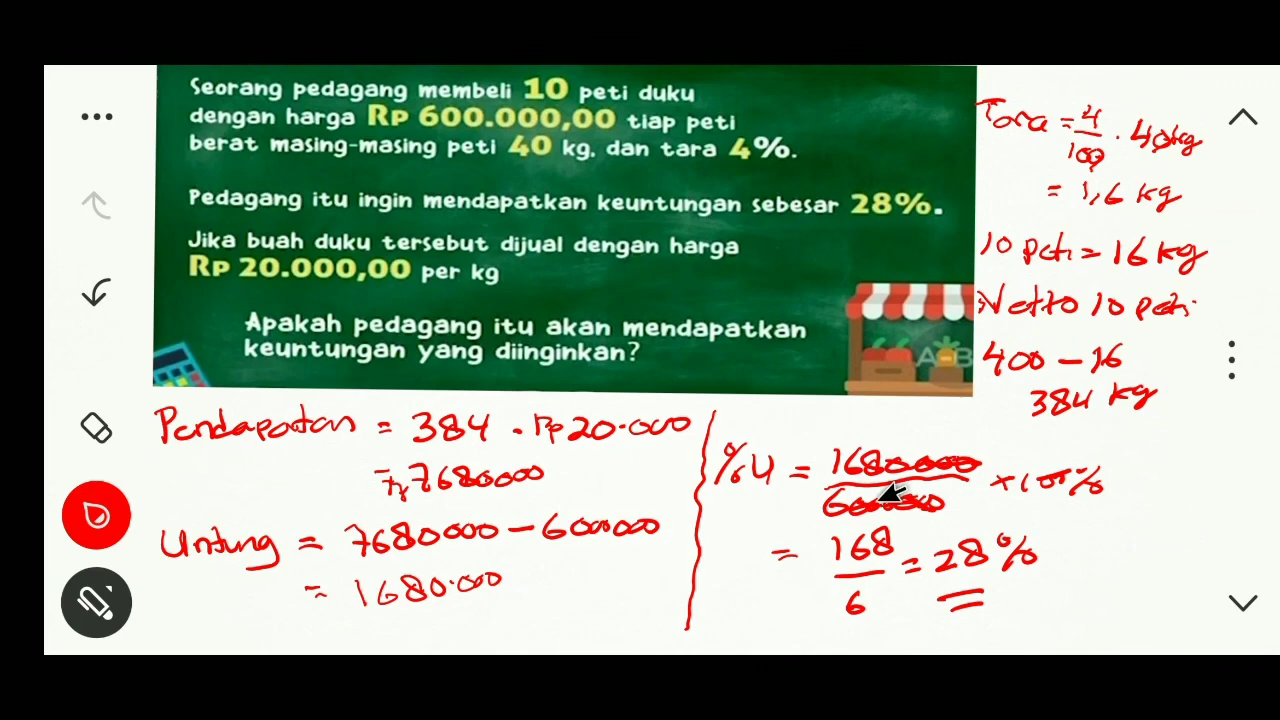 Seorang pedagang membeli 10 peti duku
dengan harga Rp 600.000,00 tiap peti
berat masing-masing peti 40 kg, dan tara 4%.
Pedagang itu ingin mendapatkan keuntungan sebesar 28%.
Jika buah duku tersebut dijual dengan harga
Rp 20.000,00 per kg
Apakah pedagang itu akan mendapatkan
keuntungan yang diinginkan?
Tara = 4/100 . 40kg
= 1,6 kg
10 peti = 16 kg
Netto 10 peti
400 - 16
384 kg
Pendapatan = 384 . Rp 20.000
= Rp 7680000
Untung = 7680000 - 6000000
= 1680.000
%U = 1680000/6000000 x 100%
= 168/6 = 28%